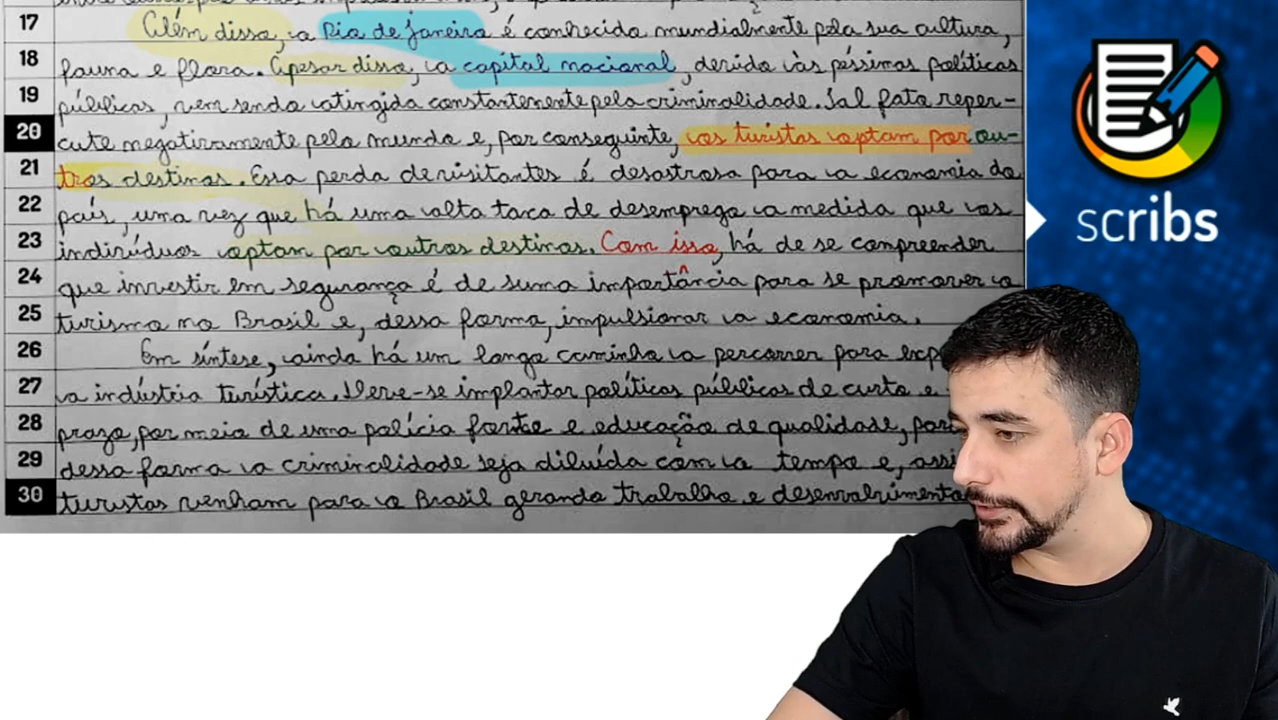 17 Além disso, o Rio de Janeiro é conhecido mundialmente pela sua cultura,
18 fauna e flora. Apesar disso, a capital nacional, devido às péssimas políticas
19 públicas, vem sendo atingida constantemente pela criminalidade. Tal fato reper-
20 cute negativamente pelo mundo e, por conseguinte, os turistas optam por ou-
21 tros destinos. Essa perda de visitantes é desastrosa para a economia do
22 país, uma vez que há uma alta taxa de desemprego a medida que os
23 indivíduos optam por outros destinos. Com isso, há de se compreender
24 que investir em segurança é de suma importância para se promover o
25 turismo no Brasil e, dessa forma, impulsionar a economia.
26 Em síntese, ainda há um longo caminho a percorrer para
27 a indústria turística. Deve-se implantar políticas públicas de curto e
28 prazo, por meio de uma polícia forte e educação de qualidade,
29 dessa forma a criminalidade seja diluída com o tempo e,
30 turistas venham para o Brasil gerando trabalho e desenvolvimento
scribs